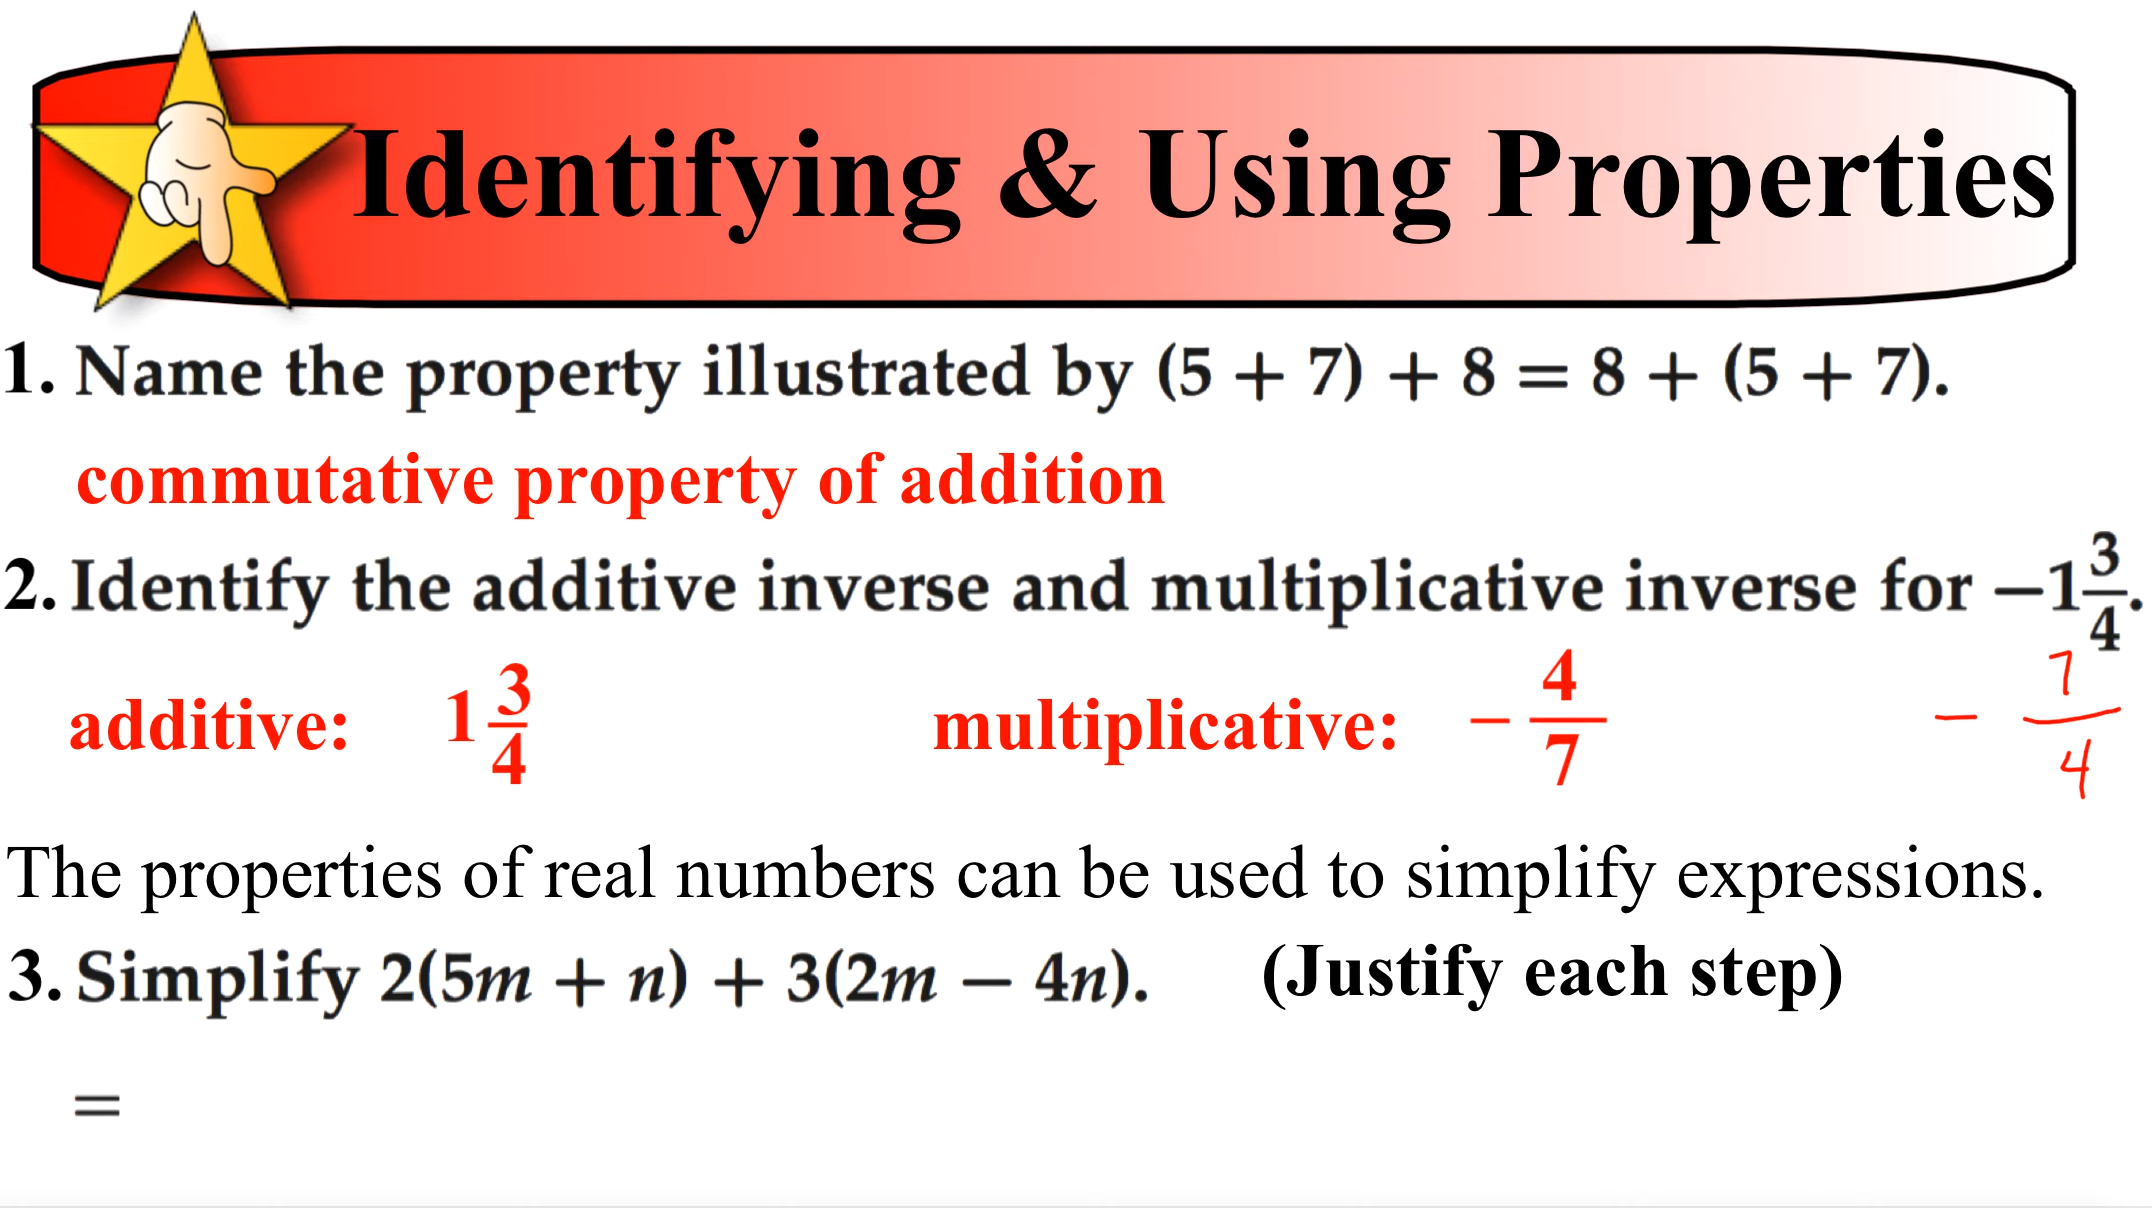 Identifying & Using Properties
1. Name the property illustrated by (5 + 7) + 8 = 8 + (5 + 7).
commutative property of addition
2. Identify the additive inverse and multiplicative inverse for −1 3/4.
additive: 1 3/4 multiplicative: − 4/7 − 7/4
The properties of real numbers can be used to simplify expressions.
3. Simplify 2(5m + n) + 3(2m − 4n). (Justify each step)
=